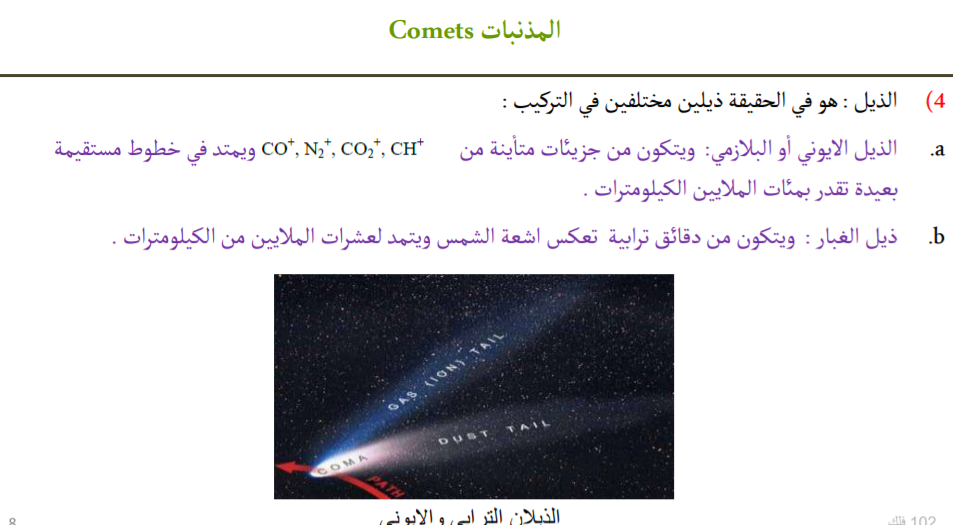 المذنبات Comets
4) الذيل : هو في الحقيقة ذيلين مختلفين في التركيب :
a. الذيل الايوني أو البلازمي: ويتكون من جزيئات متأينة من CO⁺, N₂⁺, CO₂⁺, CH⁺ ويمتد في خطوط مستقيمة
بعيدة تقدر بمئات الملايين الكيلومترات .
b. ذيل الغبار : ويتكون من دقائق ترابية تعكس اشعة الشمس ويتمد لعشرات الملايين من الكيلومترات .
GAS (ION) TAIL
DUST TAIL
COMA
PATH
الذيلان الترابي والايوني
102 فلك
8